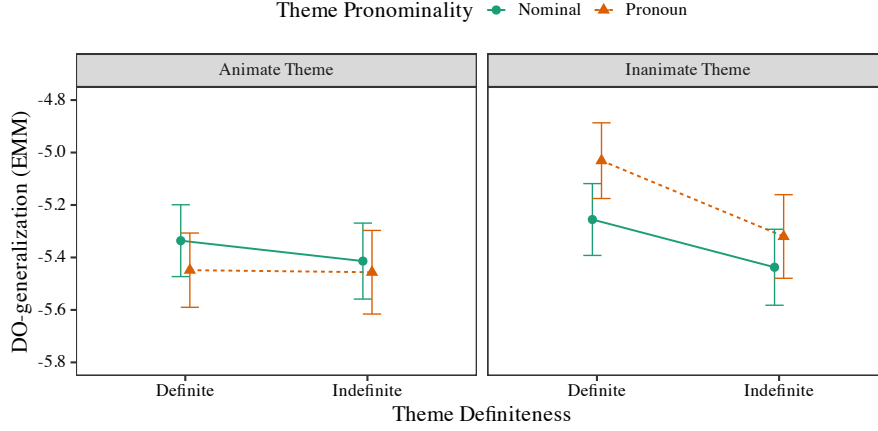 Theme Pronominality Nominal Pronoun
Animate Theme Inanimate Theme
DO-generalization (EMM)
-4.8
-5.0
-5.2
-5.4
-5.6
-5.8
Definite Indefinite Definite Indefinite
Theme Definiteness